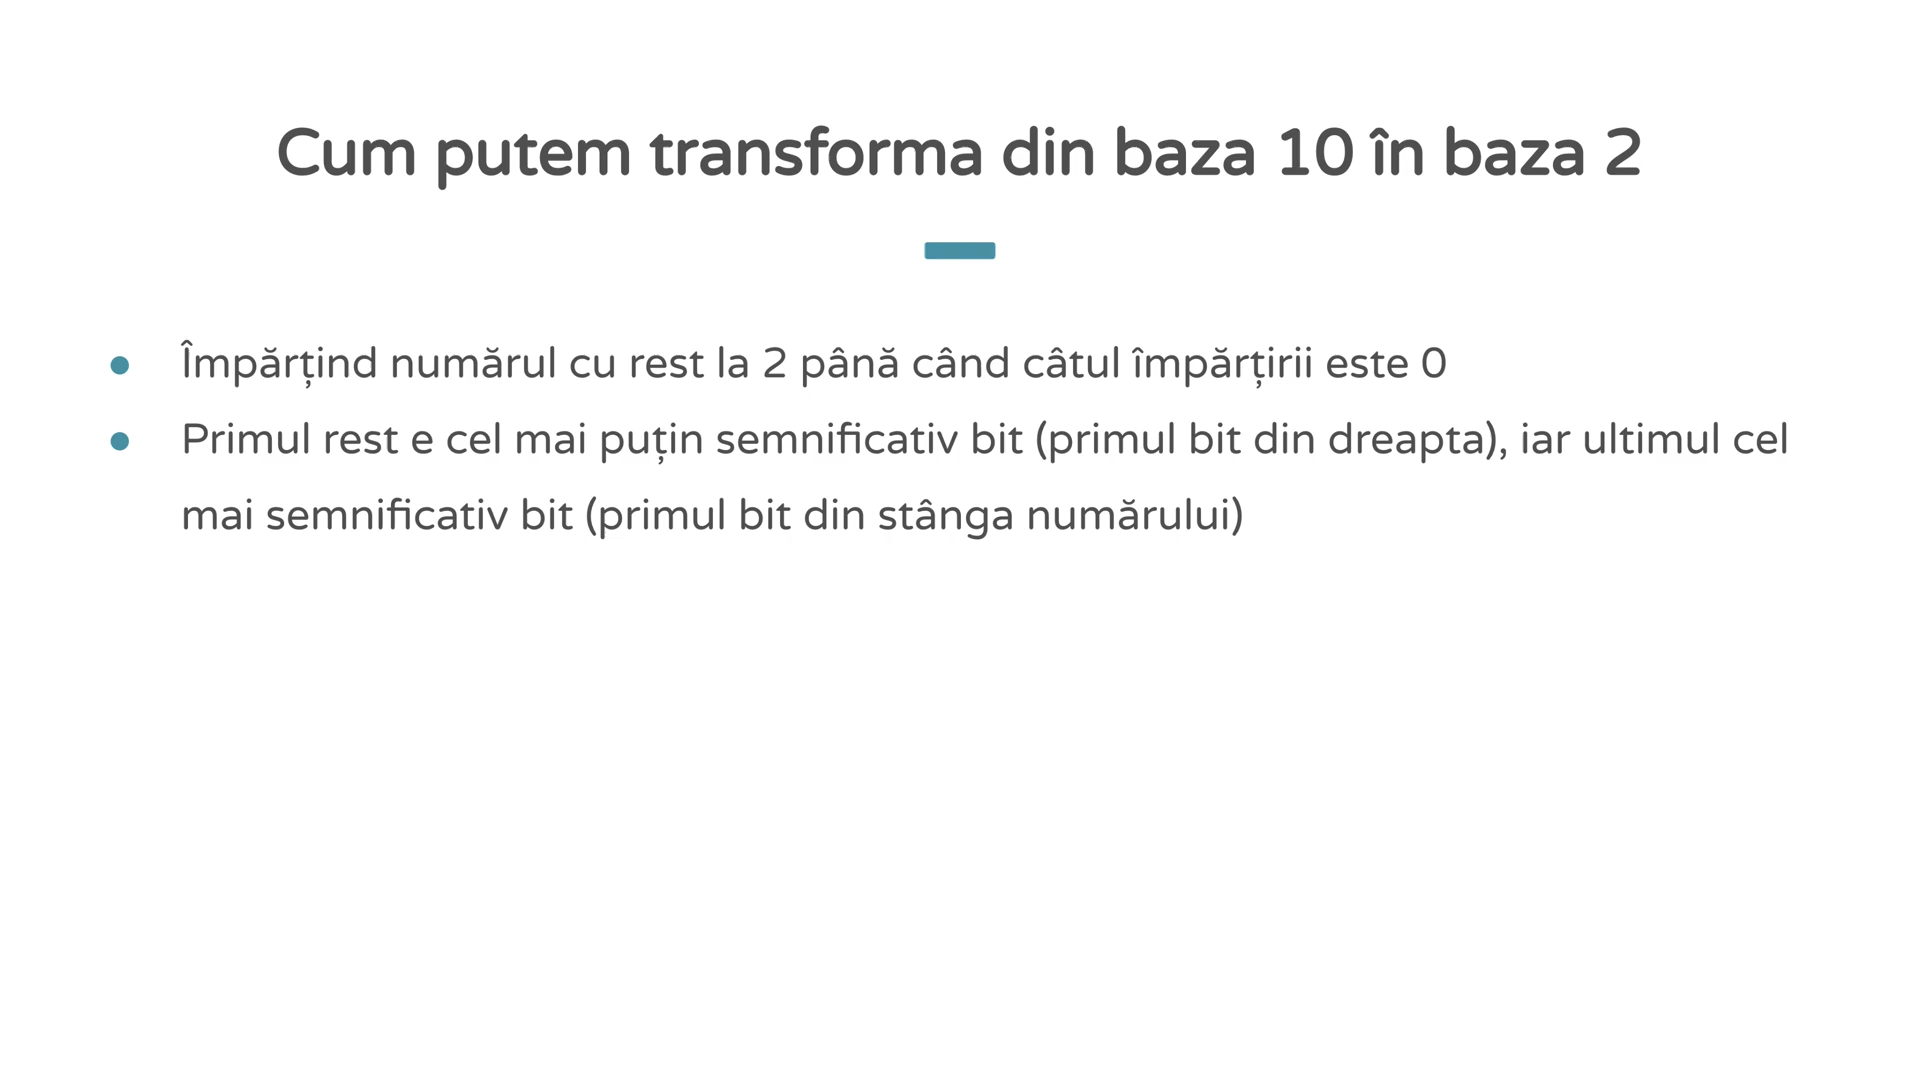 Cum putem transforma din baza 10 în baza 2
● Împărțind numărul cu rest la 2 până când câtul împărțirii este 0
● Primul rest e cel mai puțin semnificativ bit (primul bit din dreapta), iar ultimul cel
mai semnificativ bit (primul bit din stânga numărului)